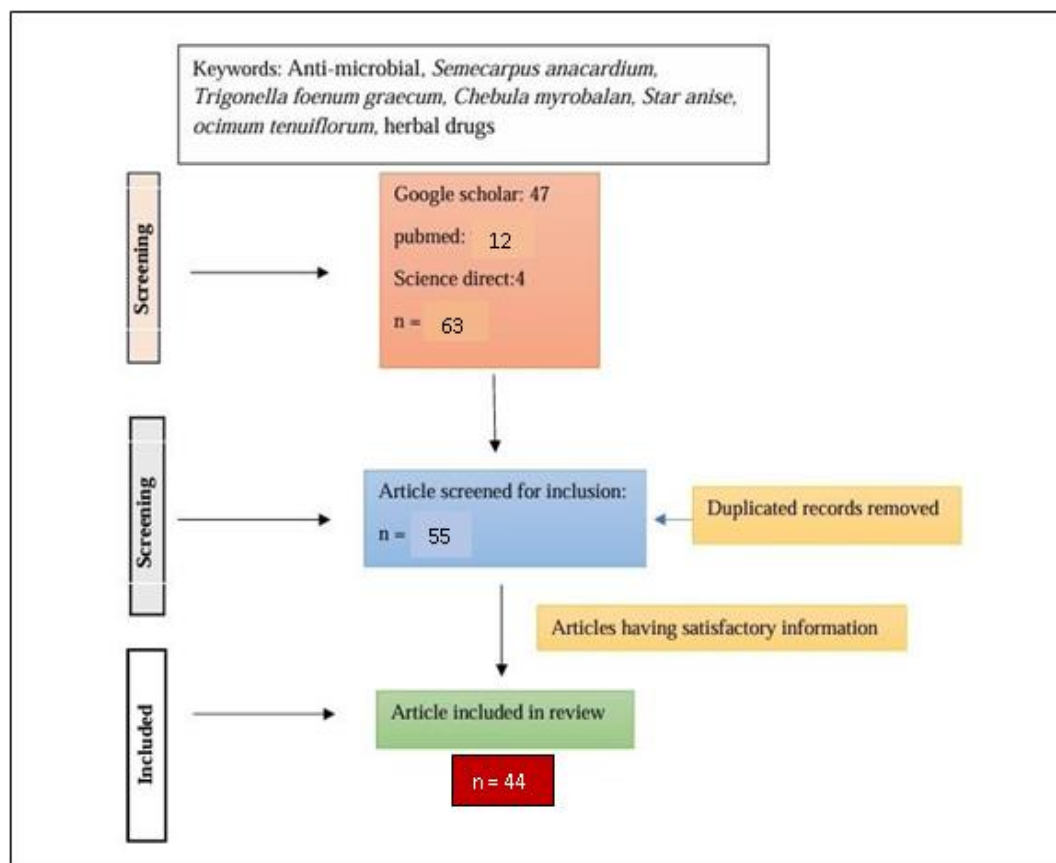 Keywords: Anti-microbial, Semecarpus anacardium,
Trigonella foenum graecum, Chebula myrobalan, Star anise,
ocimum tenuiflorum, herbal drugs
Screening
Google scholar: 47
pubmed: 12
Science direct:4
n = 63
Screening
Article screened for inclusion:
n = 55
Duplicated records removed
Articles having satisfactory information
Included
Article included in review
n = 44